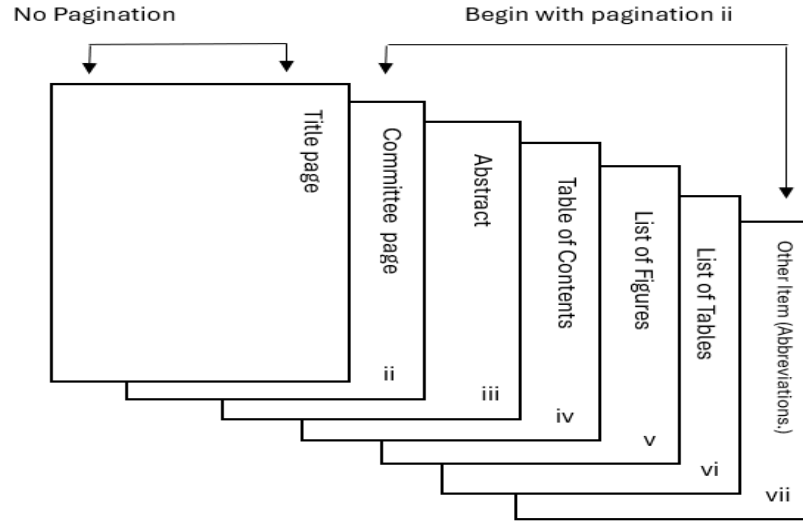 No Pagination
Begin with pagination ii
Title page
Committee page
ii
Abstract
iii
Table of Contents
iv
List of Figures
v
List of Tables
vi
Other Item (Abbreviations.)
vii